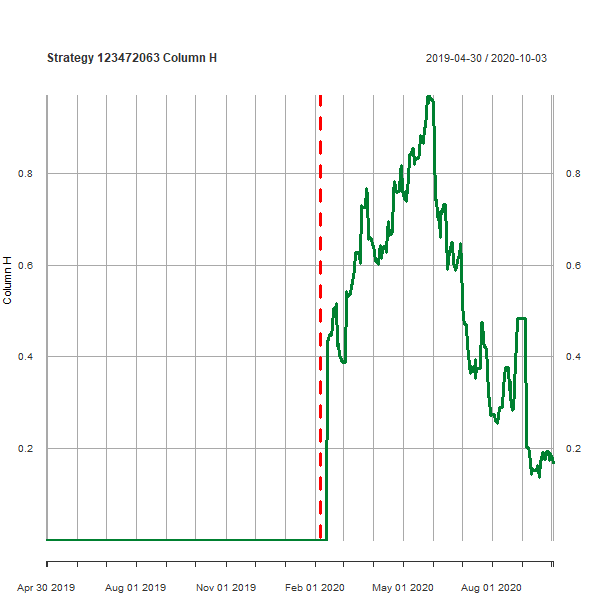 Strategy 123472063 Column H
2019-04-30 / 2020-10-03
0.8
0.8
0.6
0.6
Column H
0.4
0.4
0.2
0.2
Apr 30 2019
Aug 01 2019
Nov 01 2019
Feb 01 2020
May 01 2020
Aug 01 2020